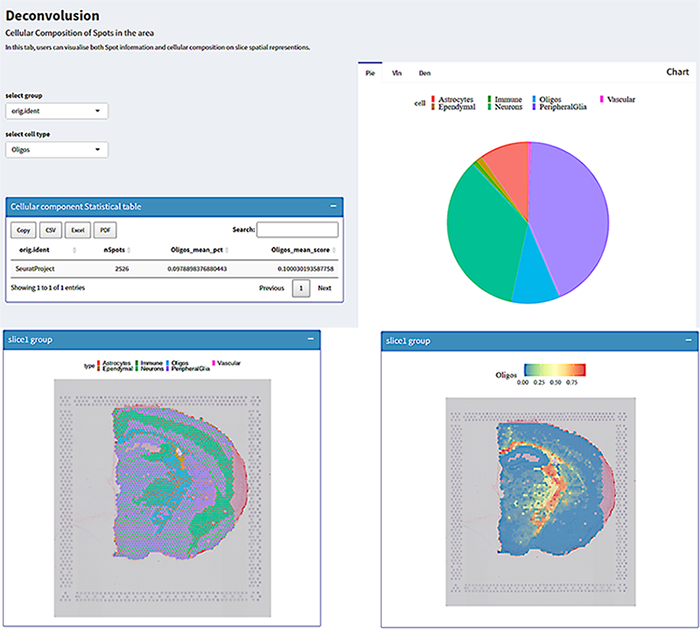 Deconvolusion
Cellular Composition of Spots in the area
In this tab, users can visualise both Spot information and cellular composition on slice spatial represntions.
select group
orig.ident
select cell type
Oligos
Cellular component Statistical table
Copy CSV Excel PDF Search:
orig.ident nSpots Oligos_mean_pct Oligos_mean_score
SeuratProject 2526 0.0978898376880443 0.100030193587758
Showing 1 to 1 of 1 entries Previous 1 Next
Pie Vln Den Chart
cell Astrocytes Immune Oligos Vascular
Ependymal Neurons PeripheralGlia
slice1 group
type Astrocytes Immune Oligos Vascular
Ependymal Neurons PeripheralGlia
slice1 group
Oligos
0.00 0.25 0.50 0.75